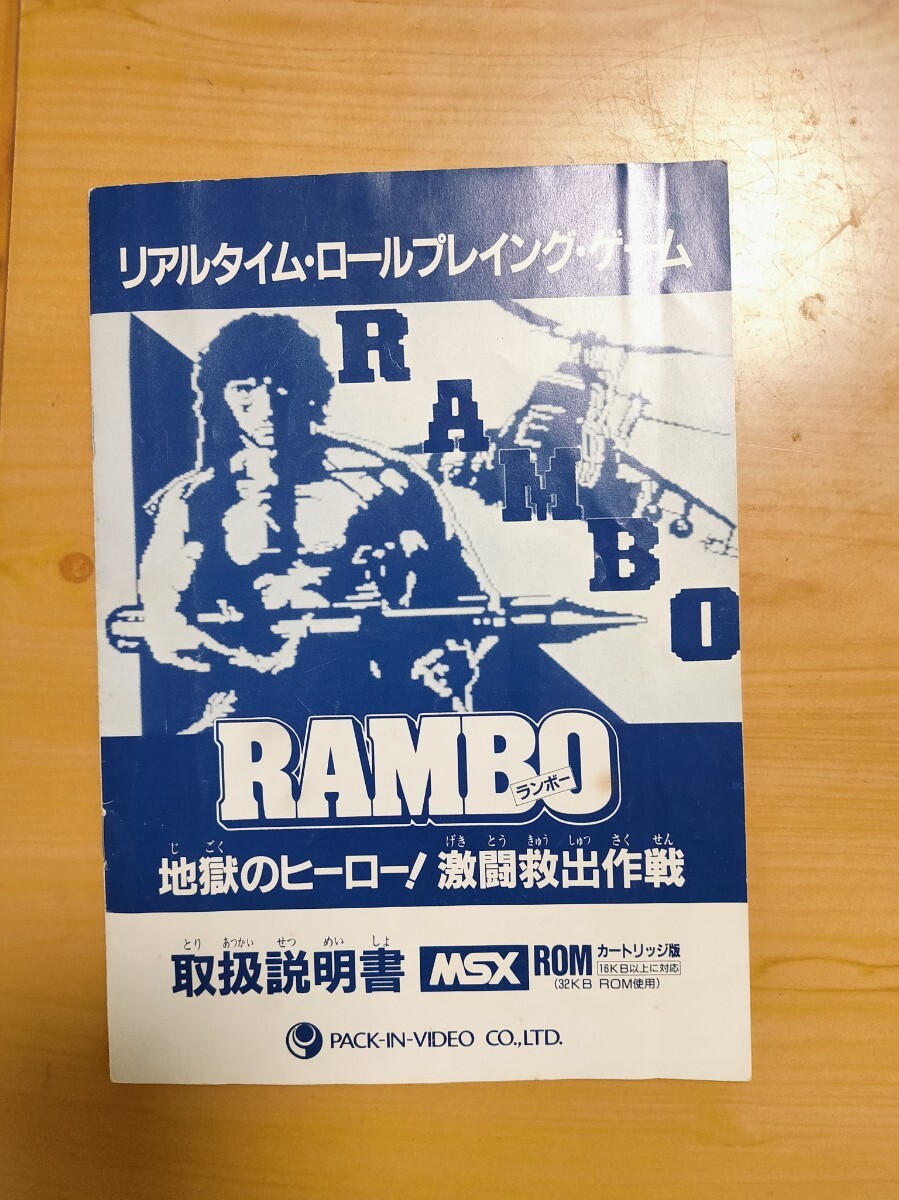 リアルタイム・ロールプレイング・ゲーム
RAMBO
RAMBO
ランボー
じ ごく げき とう きゅう しゅつ さく せん
地獄のヒーロー! 激闘救出作戦
とり あつかい せつ めい しょ
取扱説明書 MSX ROM カートリッジ版
16KB以上に対応
(32KB ROM使用)
PACK-IN-VIDEO CO.,LTD.